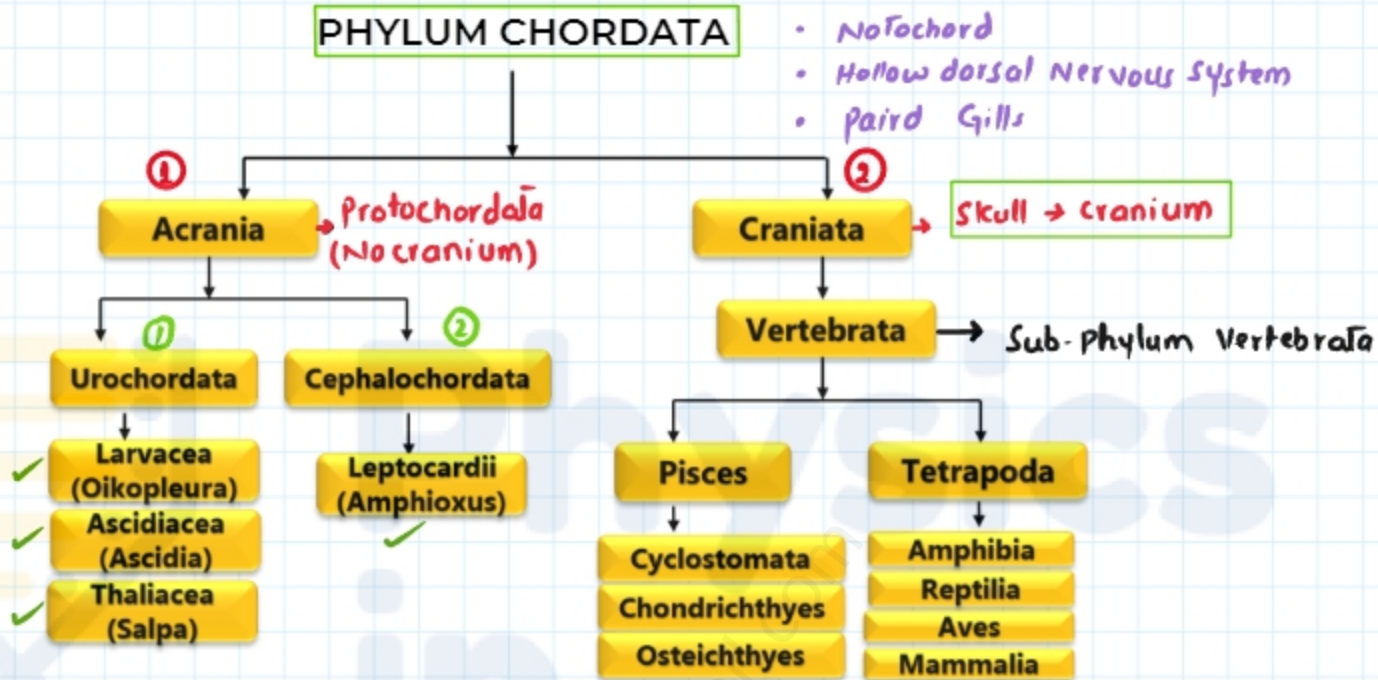 PHYLUM CHORDATA
• Notochord
• Hollow dorsal Nervous System
• Paird Gills
①
Acrania
→ Protochordata
(No cranium)
②
Craniata
→ Skull → Cranium
Vertebrata
→ Sub-Phylum Vertebrata
①
Urochordata
②
Cephalochordata
Larvacea
(Oikopleura)
Ascidiacea
(Ascidia)
Thaliacea
(Salpa)
Leptocardii
(Amphioxus)
Pisces
Cyclostomata
Chondrichthyes
Osteichthyes
Tetrapoda
Amphibia
Reptilia
Aves
Mammalia
Physics
in